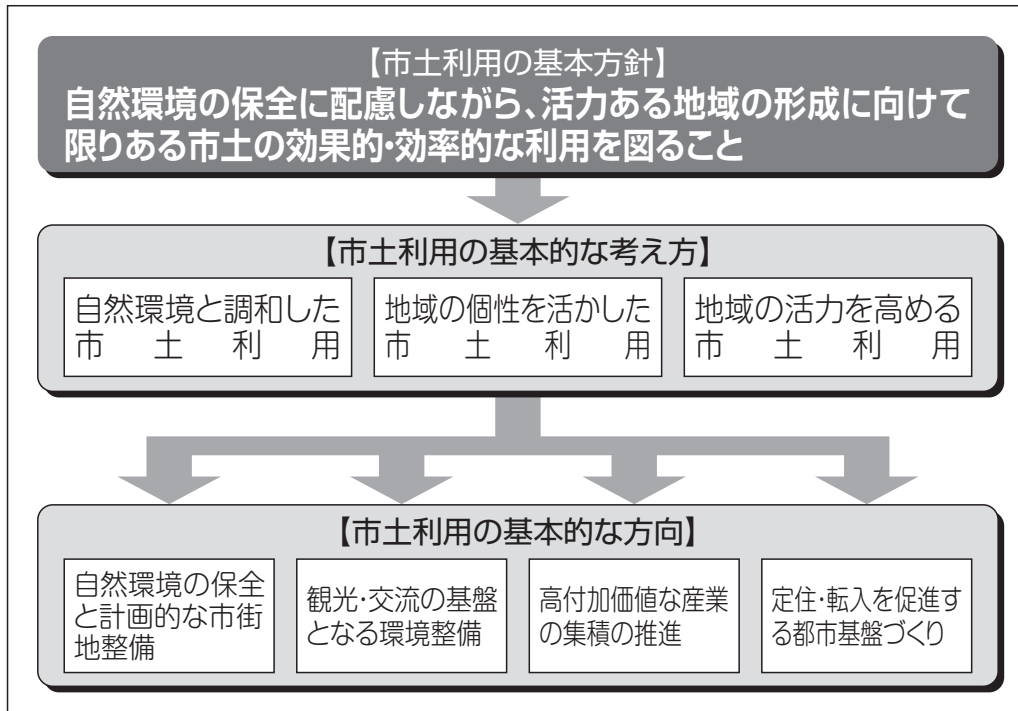 【市土利用の基本方針】
自然環境の保全に配慮しながら、活力ある地域の形成に向けて
限りある市土の効果的・効率的な利用を図ること
【市土利用の基本的な考え方】
自然環境と調和した
市土利用
地域の個性を活かした
市土利用
地域の活力を高める
市土利用
【市土利用の基本的な方向】
自然環境の保全
と計画的な市街
地整備
観光・交流の基盤
となる環境整備
高付加価値な産業
の集積の推進
定住・転入を促進す
る都市基盤づくり